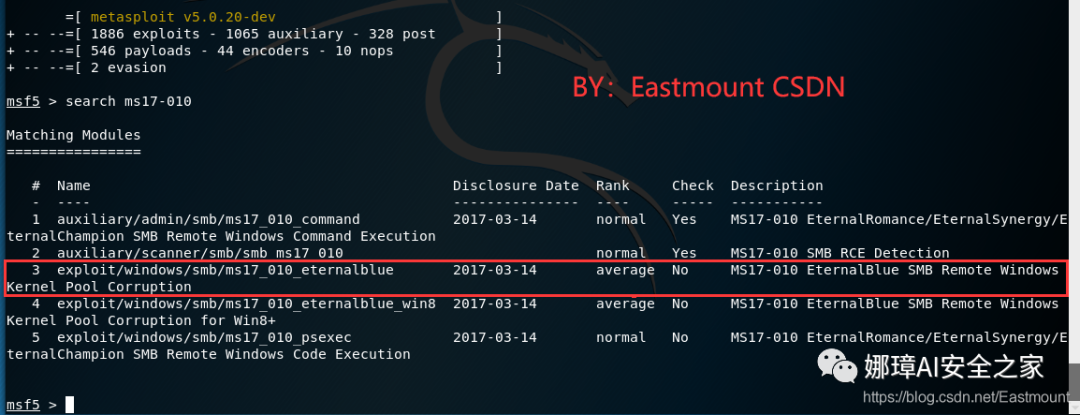 =[ metasploit v5.0.20-dev                          ]
+ -- --=[ 1886 exploits - 1065 auxiliary - 328 post       ]
+ -- --=[ 546 payloads - 44 encoders - 10 nops            ]
+ -- --=[ 2 evasion                                       ]
BY：Eastmount CSDN
msf5 > search ms17-010
Matching Modules
================
   #  Name                                           Disclosure Date  Rank     Check  Description
   -  ----                                           ---------------  ----     -----  -----------
   1  auxiliary/admin/smb/ms17_010_command           2017-03-14       normal   Yes    MS17-010 EternalRomance/EternalSynergy/E
ternalChampion SMB Remote Windows Command Execution
   2  auxiliary/scanner/smb/smb_ms17_010                              normal   Yes    MS17-010 SMB RCE Detection
   3  exploit/windows/smb/ms17_010_eternalblue       2017-03-14       average  No     MS17-010 EternalBlue SMB Remote Windows
Kernel Pool Corruption
   4  exploit/windows/smb/ms17_010_eternalblue_win8  2017-03-14       average  No     MS17-010 EternalBlue SMB Remote Windows
Kernel Pool Corruption for Win8+
   5  exploit/windows/smb/ms17_010_psexec            2017-03-14       normal   No     MS17-010 EternalRomance/EternalSynergy/E
ternalChampion SMB Remote Windows Code Execution
娜璋AI安全之家
https://blog.csdn.net/Eastmount
msf5 >